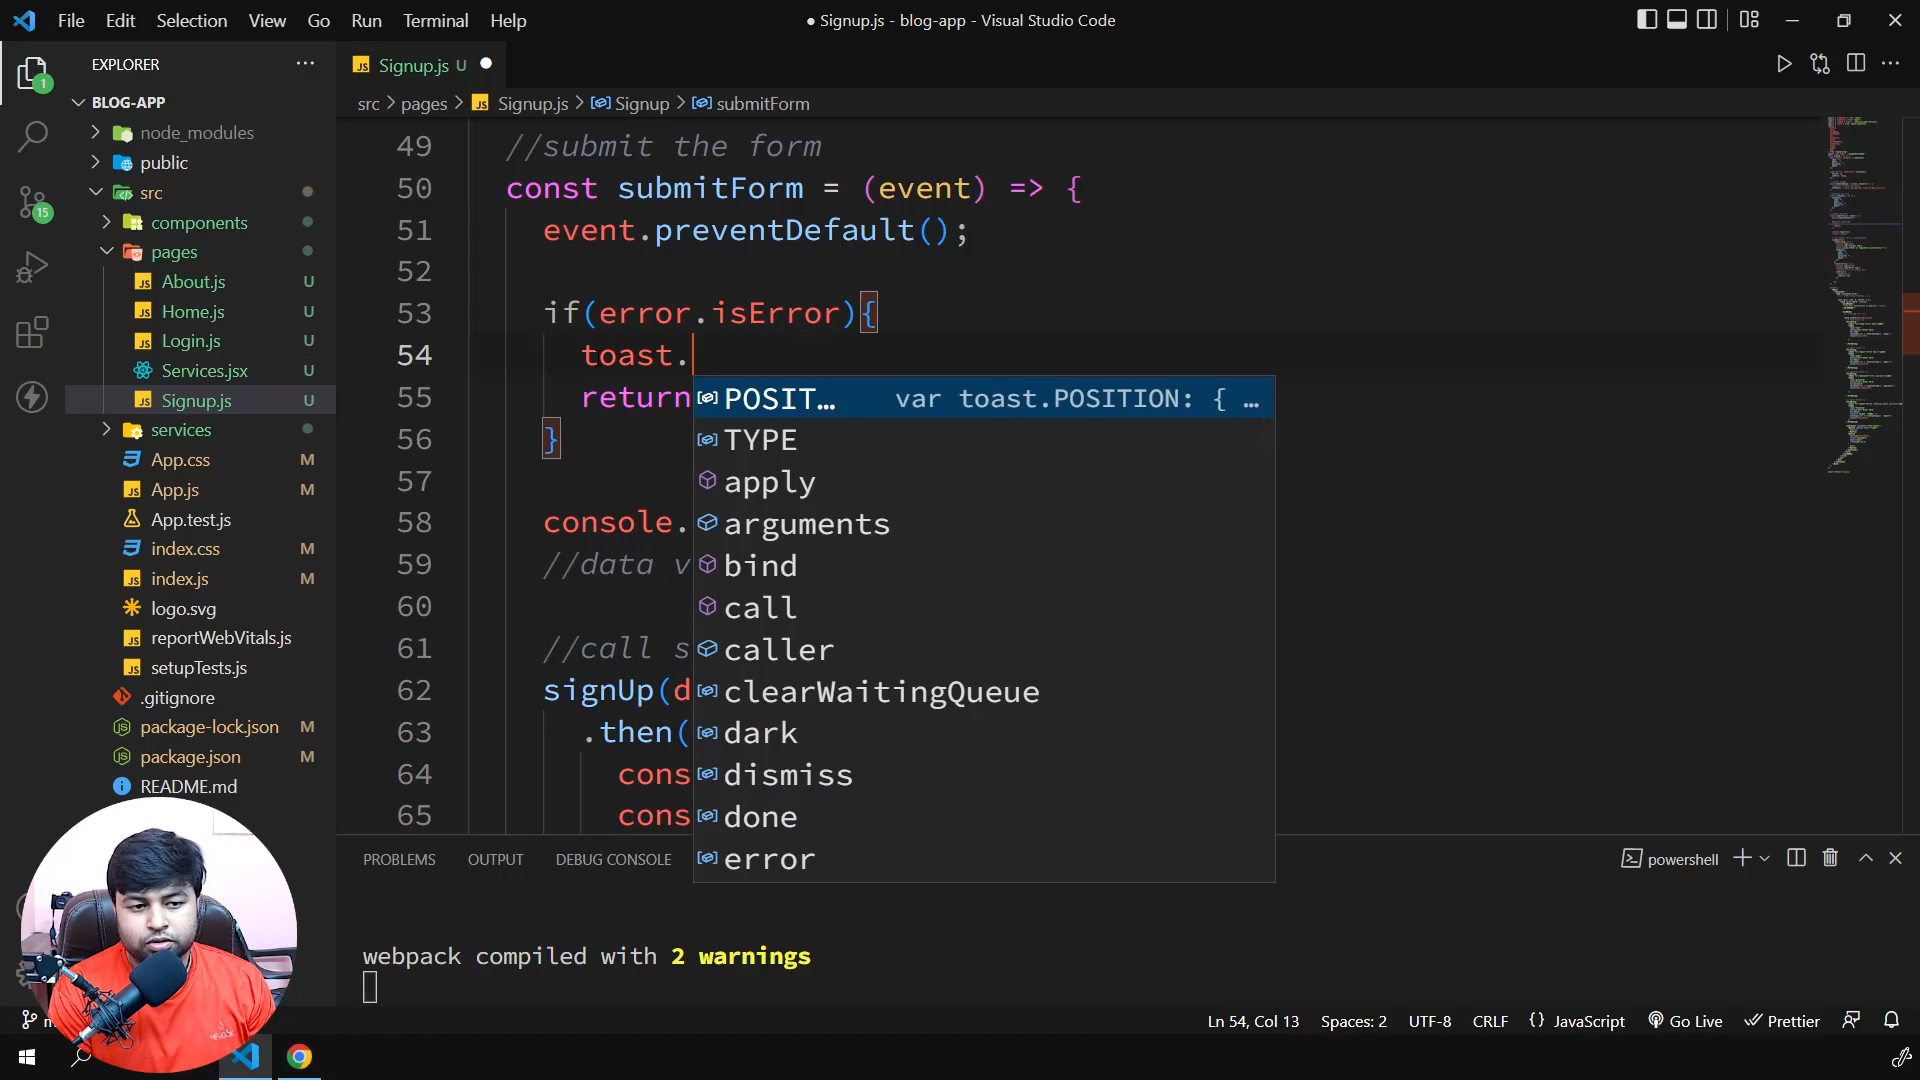 File Edit Selection View Go Run Terminal Help
● Signup.js - blog-app - Visual Studio Code
EXPLORER
BLOG-APP
node_modules
public
src
components
pages
About.js U
Home.js U
Login.js U
Services.jsx U
Signup.js U
services
App.css M
App.js M
App.test.js
index.css M
index.js M
logo.svg
reportWebVitals.js
setupTests.js
.gitignore
package-lock.json M
package.json M
README.md
1
15
Signup.js U
src > pages > Signup.js > Signup > submitForm
49 //submit the form
50 const submitForm = (event) => {
51 event.preventDefault();
52
53 if(error.isError){
54 toast.
55 return
56 }
57
58 console.
59 //data v
60
61 //call s
62 signUp(d
63 .then(
64 cons
65 cons
POSIT… var toast.POSITION: { …
TYPE
apply
arguments
bind
call
caller
clearWaitingQueue
dark
dismiss
done
error
PROBLEMS OUTPUT DEBUG CONSOLE
powershell
webpack compiled with 2 warnings
Ln 54, Col 13 Spaces: 2 UTF-8 CRLF {} JavaScript Go Live Prettier